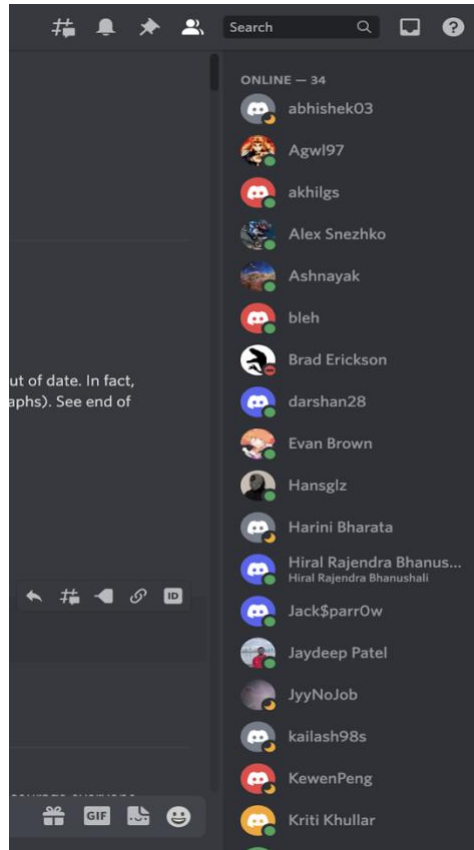 Search
ONLINE — 34
abhishek03
Agwl97
akhilgs
Alex Snezhko
Ashnayak
bleh
ut of date. In fact,
aphs). See end of
Brad Erickson
darshan28
Evan Brown
Hansglz
Harini Bharata
Hiral Rajendra Bhanus...
Hiral Rajendra Bhanushali
ID
Jack$parr0w
Jaydeep Patel
JyyNoJob
kailash98s
KewenPeng
GIF
Kriti Khullar